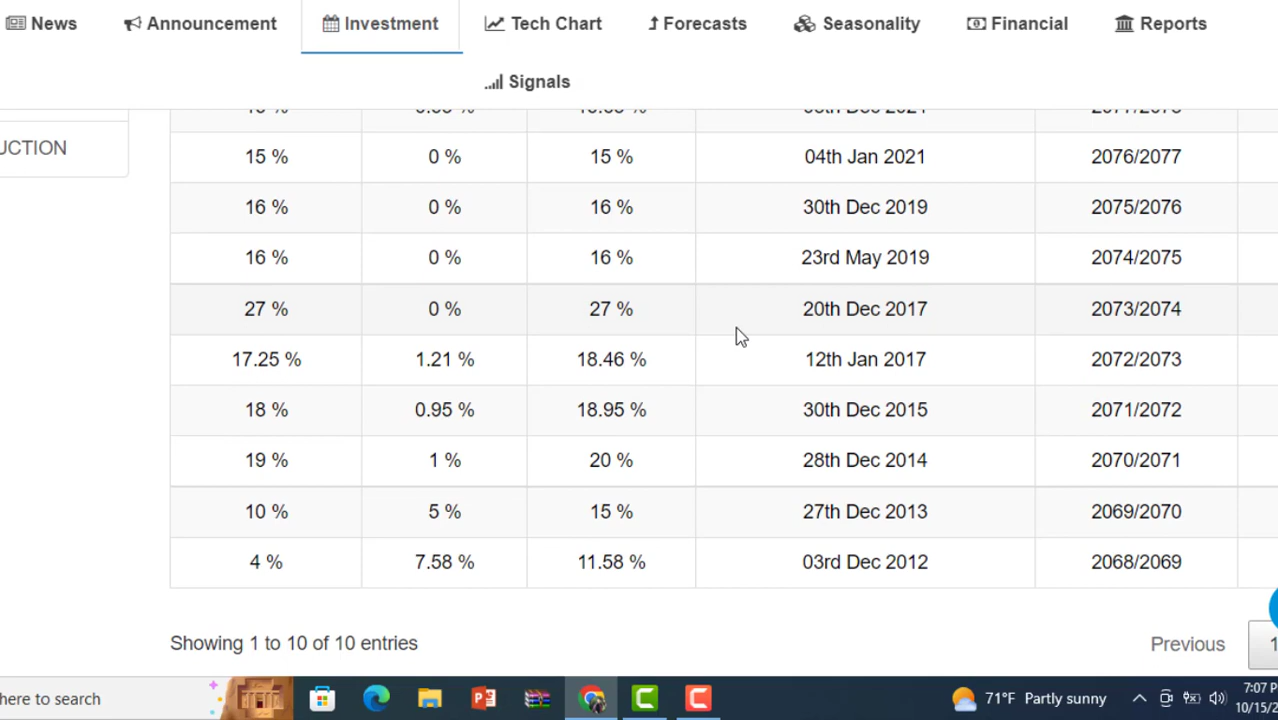 News Announcement Investment Tech Chart Forecasts Seasonality Financial Reports
Signals
UCTION
15 % 0 % 15 % 04th Jan 2021 2076/2077
16 % 0 % 16 % 30th Dec 2019 2075/2076
16 % 0 % 16 % 23rd May 2019 2074/2075
27 % 0 % 27 % 20th Dec 2017 2073/2074
17.25 % 1.21 % 18.46 % 12th Jan 2017 2072/2073
18 % 0.95 % 18.95 % 30th Dec 2015 2071/2072
19 % 1 % 20 % 28th Dec 2014 2070/2071
10 % 5 % 15 % 27th Dec 2013 2069/2070
4 % 7.58 % 11.58 % 03rd Dec 2012 2068/2069
Showing 1 to 10 of 10 entries Previous 1
here to search 71°F Partly sunny 7:07 P
10/15/2